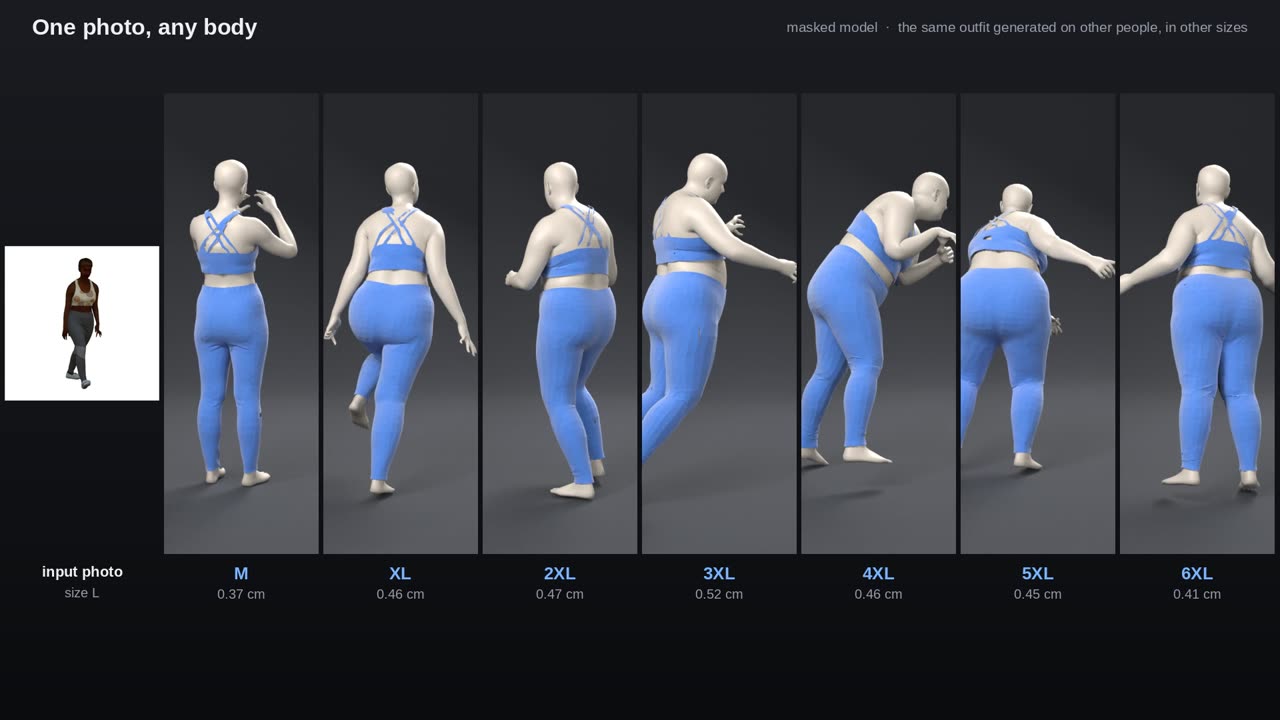 One photo, any body
masked model · the same outfit generated on other people, in other sizes
input photo
size L
M
0.37 cm
XL
0.46 cm
2XL
0.47 cm
3XL
0.52 cm
4XL
0.46 cm
5XL
0.45 cm
6XL
0.41 cm